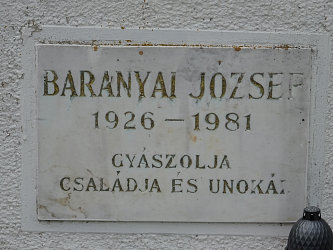 BARANYAI JÓZSEF
1926 – 1981
GYÁSZOLJA
CSALÁDJA ÉS UNOKÁI